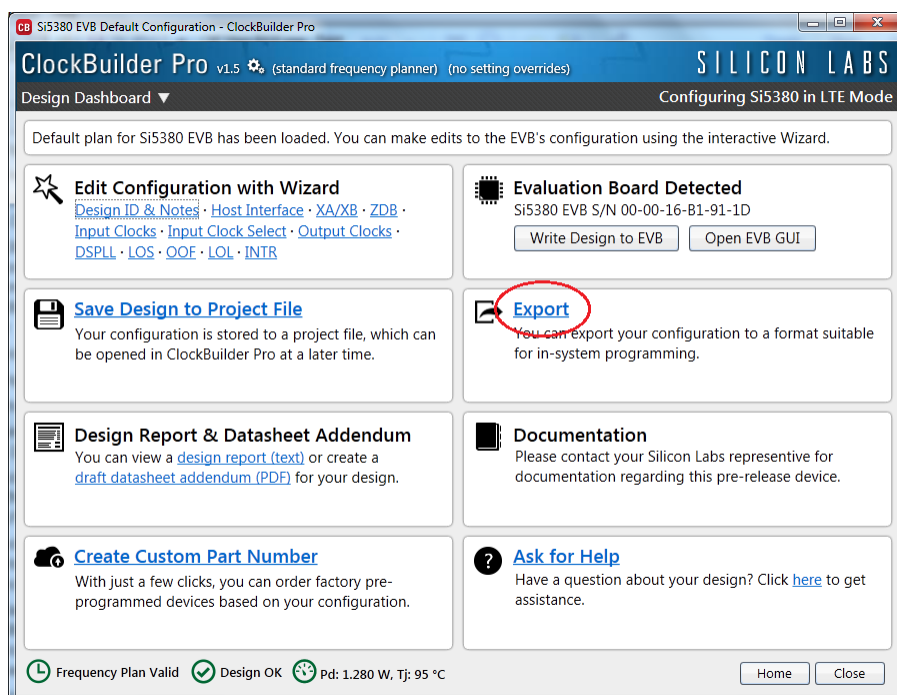 CB Si5380 EVB Default Configuration - ClockBuilder Pro
ClockBuilder Pro v1.5 (standard frequency planner) (no setting overrides)
SILICON LABS
Design Dashboard ▼
Configuring Si5380 in LTE Mode
Default plan for Si5380 EVB has been loaded. You can make edits to the EVB's configuration using the interactive Wizard.
Edit Configuration with Wizard
Design ID & Notes · Host Interface · XA/XB · ZDB ·
Input Clocks · Input Clock Select · Output Clocks ·
DSPLL · LOS · OOF · LOL · INTR
Evaluation Board Detected
Si5380 EVB S/N 00-00-16-B1-91-1D
Write Design to EVB
Open EVB GUI
Save Design to Project File
Your configuration is stored to a project file, which can
be opened in ClockBuilder Pro at a later time.
Export
You can export your configuration to a format suitable
for in-system programming.
Design Report & Datasheet Addendum
You can view a design report (text) or create a
draft datasheet addendum (PDF) for your design.
Documentation
Please contact your Silicon Labs representive for
documentation regarding this pre-release device.
Create Custom Part Number
With just a few clicks, you can order factory pre-
programmed devices based on your configuration.
? Ask for Help
Have a question about your design? Click here to get
assistance.
Frequency Plan Valid
Design OK
Pd: 1.280 W, Tj: 95 °C
Home
Close